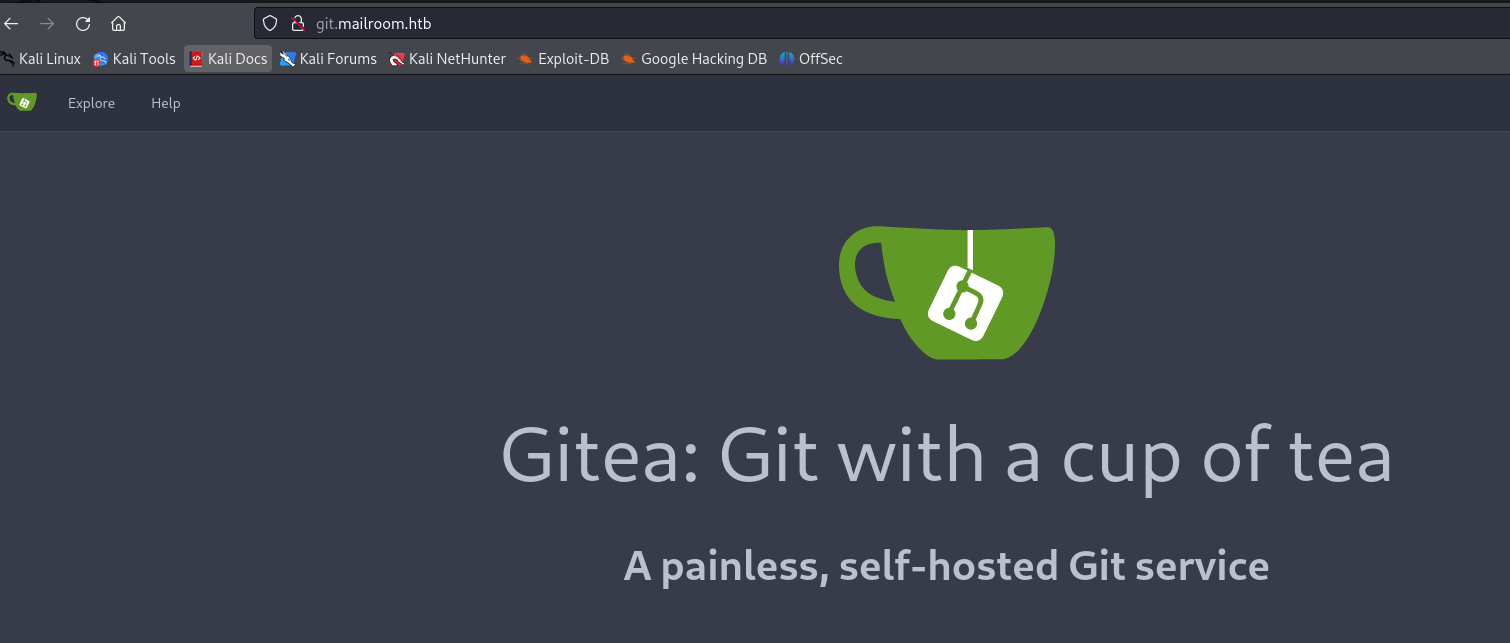 git.mailroom.htb
Kali Linux Kali Tools Kali Docs Kali Forums Kali NetHunter Exploit-DB Google Hacking DB OffSec
Explore Help
Gitea: Git with a cup of tea
A painless, self-hosted Git service